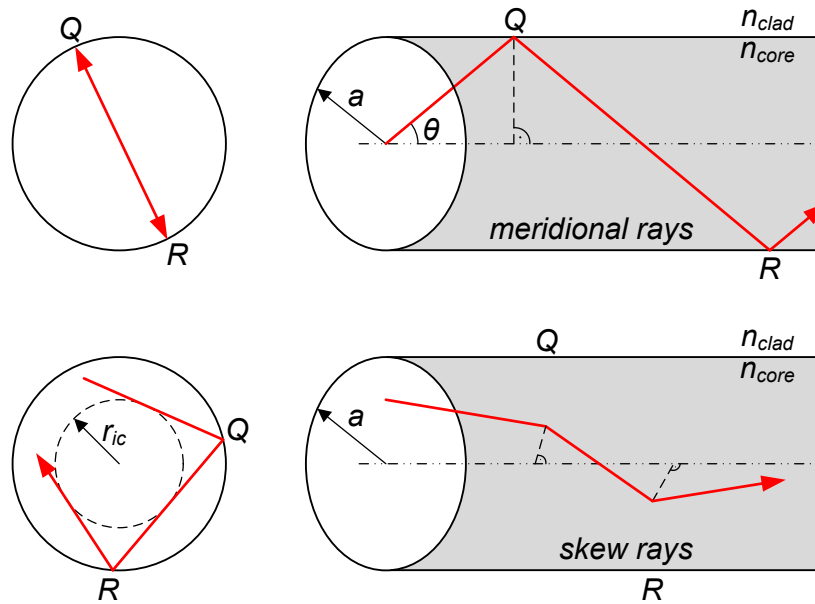 Q
R
Q
n_clad
n_core
a
θ
meridional rays
R
r_ic
Q
R
Q
n_clad
n_core
a
skew rays
R